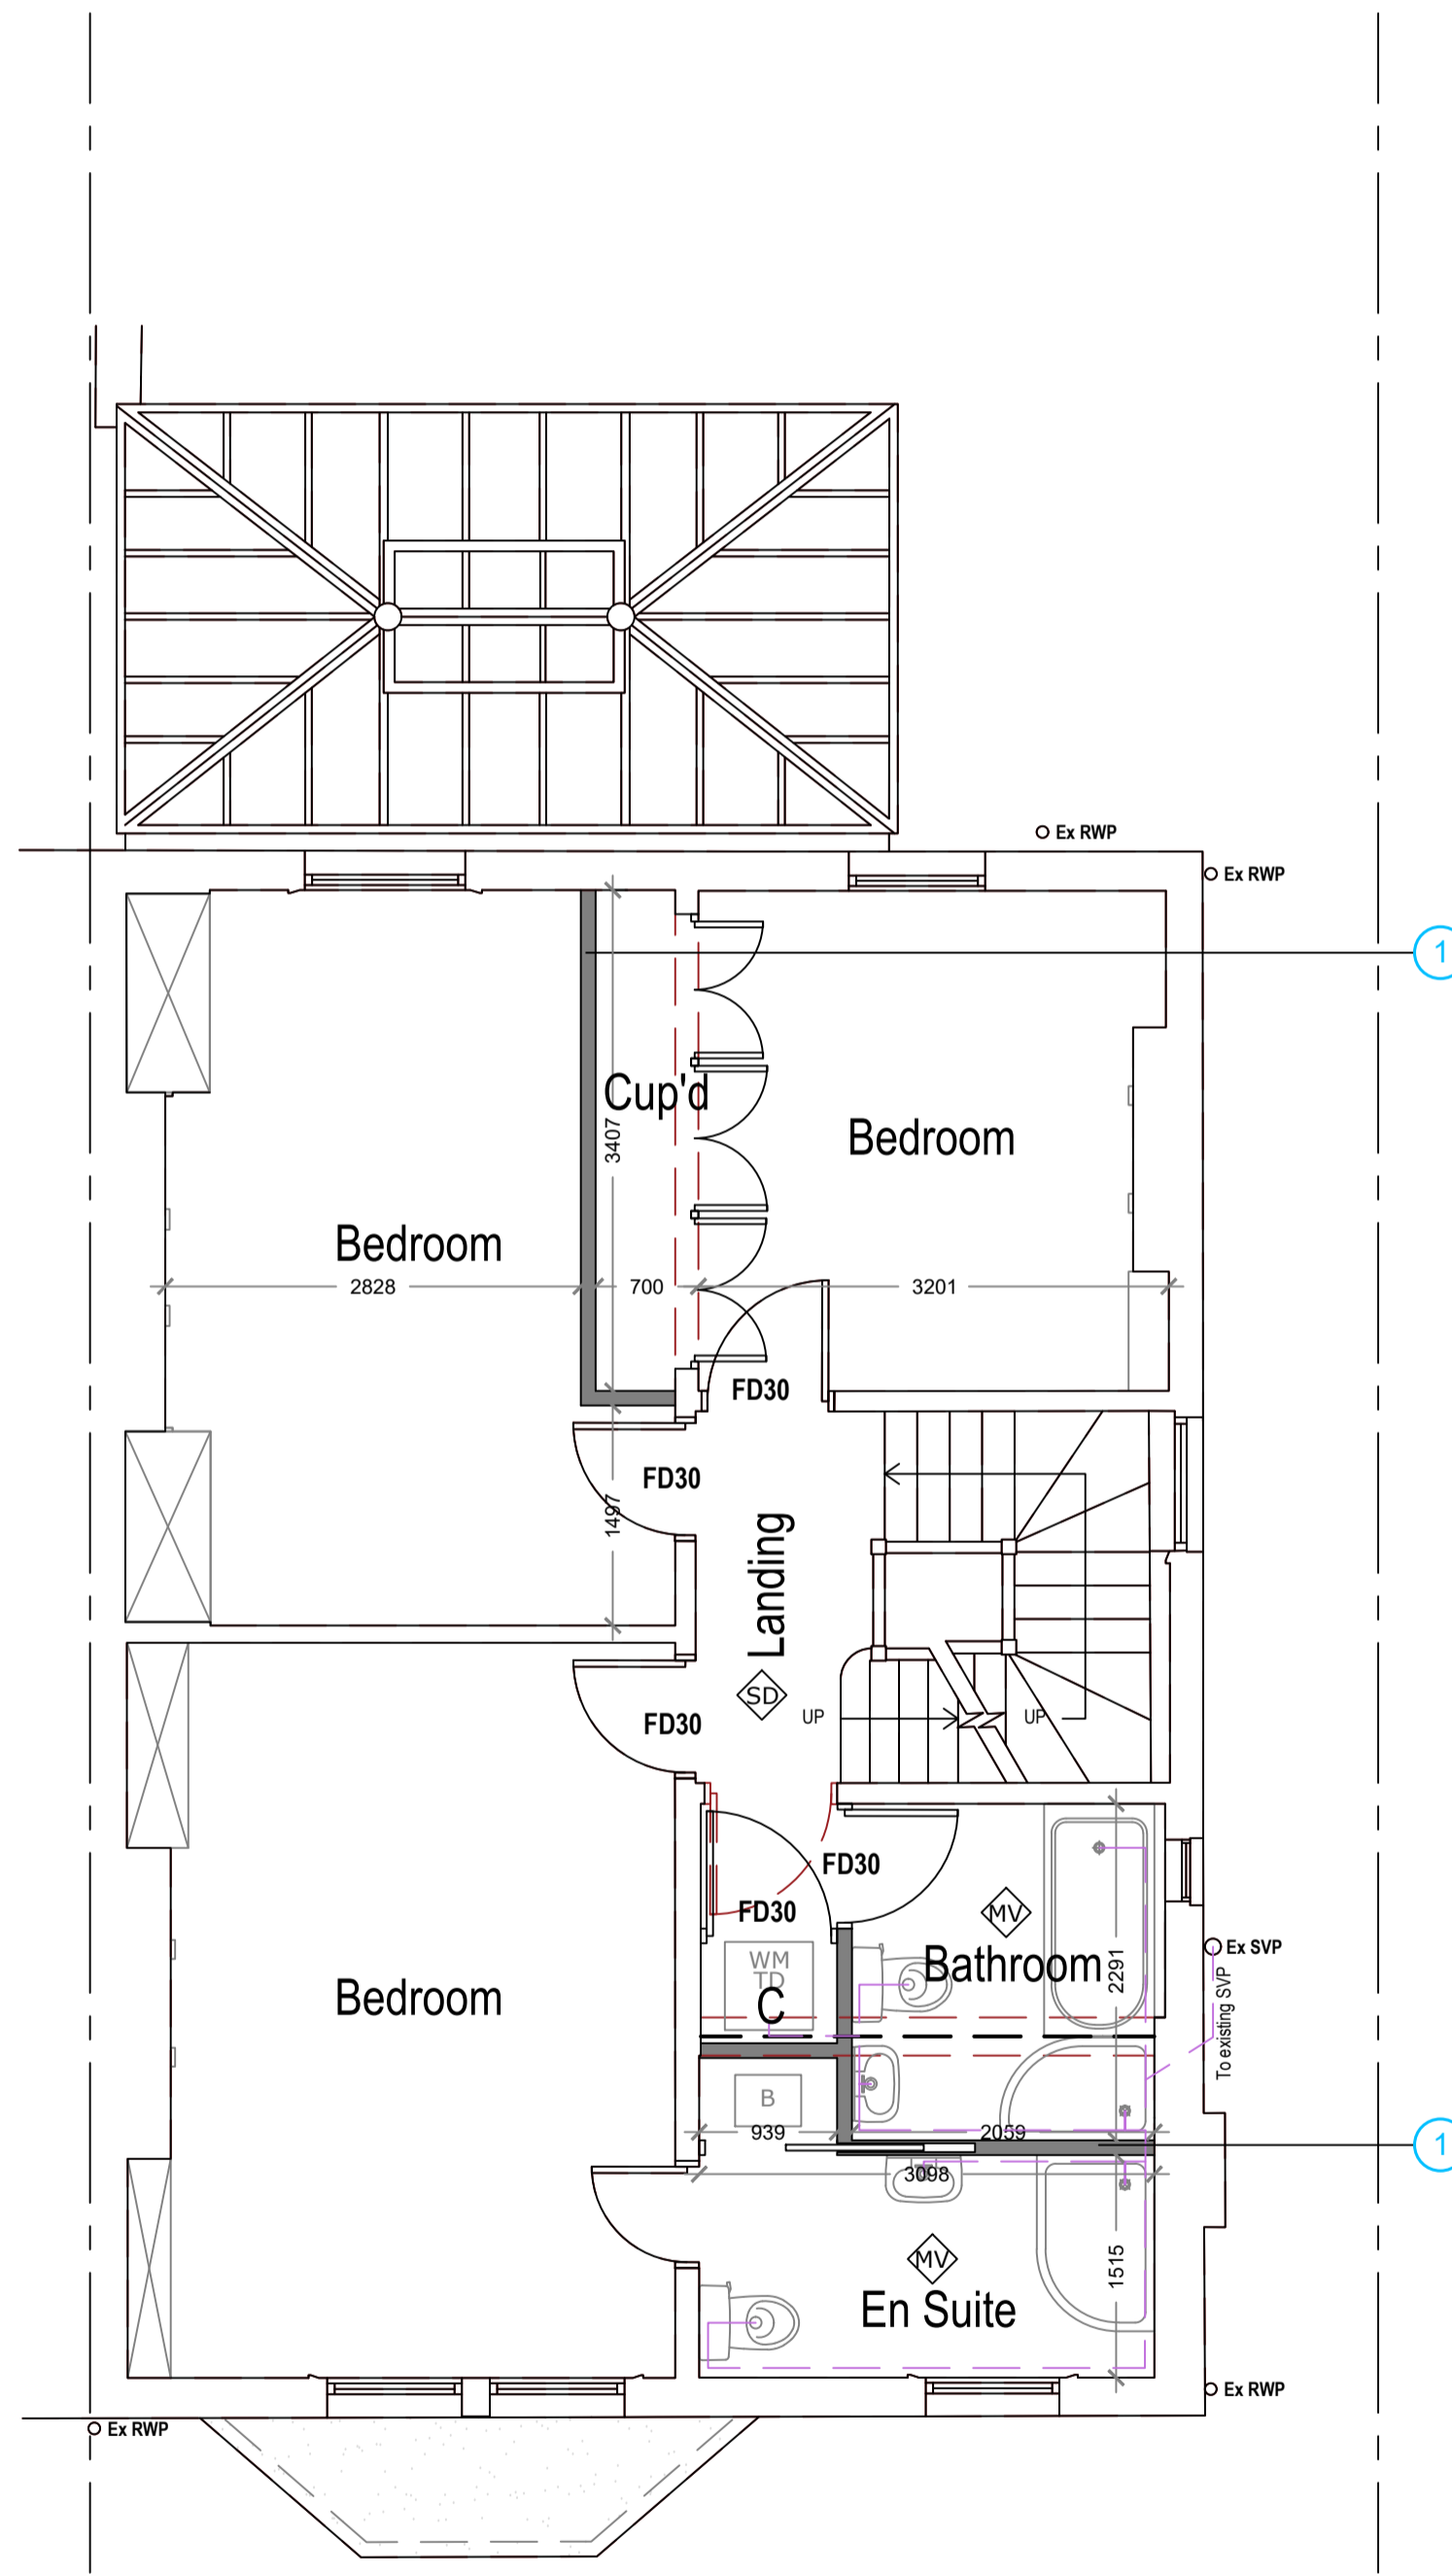 Ex RWP
Ex RWP
1
Cup'd
3407
Bedroom
Bedroom
2828
700
3201
FD30
FD30
1497
Landing
SD
UP
UP
FD30
FD30
FD30
MV
WM
TD
C
Bathroom
2291
Ex SVP
To existing SVP
B
939
2059
1
3098
Bedroom
MV
1515
En Suite
Ex RWP
Ex RWP